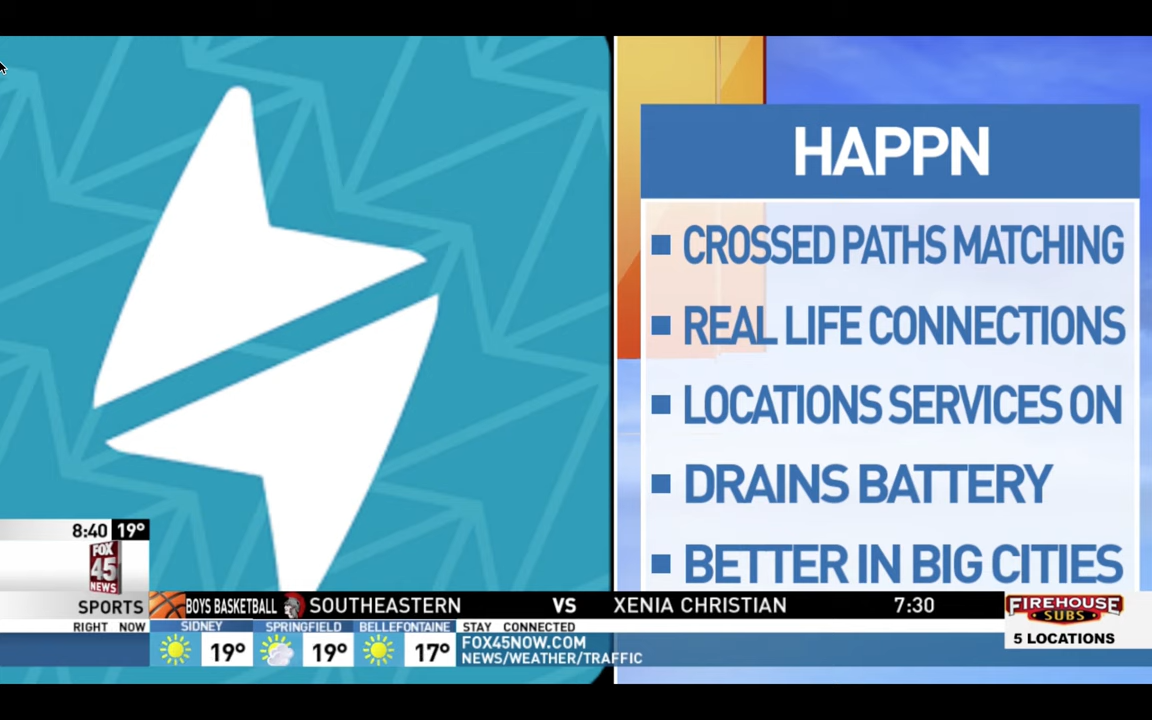 HAPPN
CROSSED PATHS MATCHING
REAL LIFE CONNECTIONS
LOCATIONS SERVICES ON
DRAINS BATTERY
BETTER IN BIG CITIES
8:40 19°
FOX
45
NEWS
SPORTS
BOYS BASKETBALL SOUTHEASTERN VS XENIA CHRISTIAN 7:30
RIGHT NOW
SIDNEY
19°
SPRINGFIELD
19°
BELLEFONTAINE
17°
STAY CONNECTED
FOX45NOW.COM
NEWS/WEATHER/TRAFFIC
FIREHOUSE
SUBS
5 LOCATIONS